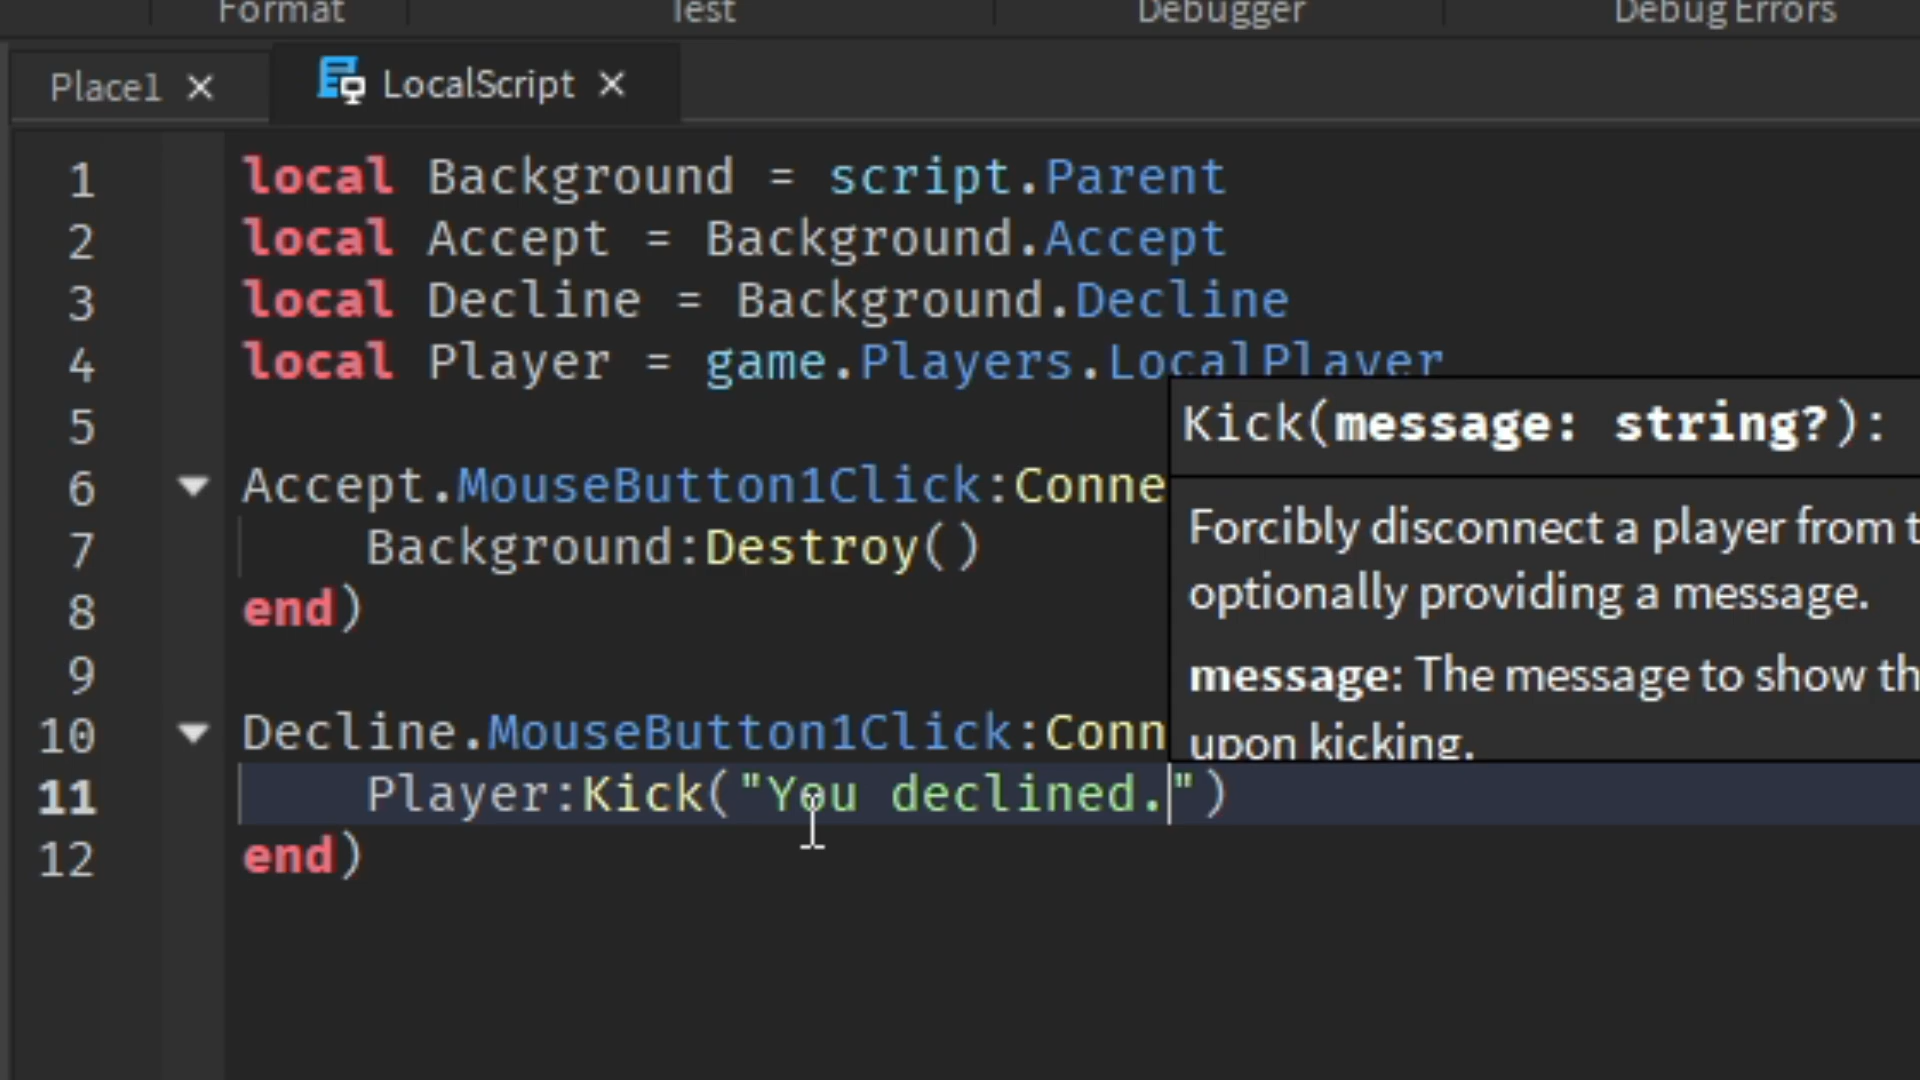 Format Test Debugger Debug Errors
Place1 LocalScript
1 local Background = script.Parent
2 local Accept = Background.Accept
3 local Decline = Background.Decline
4 local Player = game.Players.LocalPlayer
5
6 Accept.MouseButton1Click:Conne
7 Background:Destroy()
8 end)
9
10 Decline.MouseButton1Click:Conn
11 Player:Kick("You declined.")
12 end)
Kick(message: string?):
Forcibly disconnect a player from t
optionally providing a message.
message: The message to show th
upon kicking.